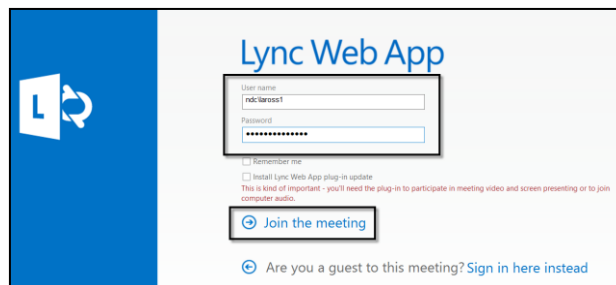 Lync Web App
User name
ndc\laross1
Password
••••••••••••••
Remember me
Install Lync Web App plug-in update
This is kind of important - you'll need the plug-in to participate in meeting video and screen presenting or to join
computer audio.
Join the meeting
Are you a guest to this meeting? Sign in here instead
L